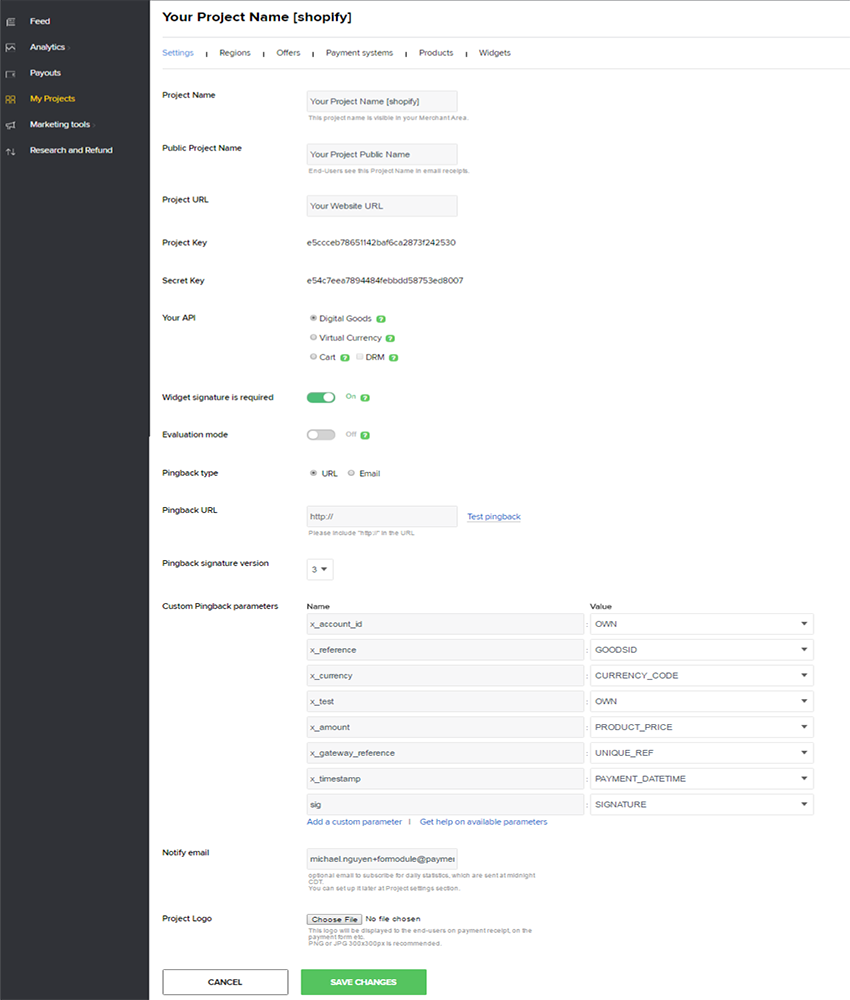 Feed
Analytics
Payouts
My Projects
Marketing tools
Research and Refund
Your Project Name [shopify]
Settings | Regions | Offers | Payment systems | Products | Widgets
Project Name
Your Project Name [shopify]
This project name is visible in your Merchant Area.
Public Project Name
Your Project Public Name
End-Users see this Project Name in email receipts.
Project URL
Your Website URL
Project Key e5ccceb78651142baf6ca2873f242530
Secret Key e54c7eea7894484febbdd58753ed8007
Your API
Digital Goods ?
Virtual Currency ?
Cart ? DRM ?
Widget signature is required On ?
Evaluation mode Off ?
Pingback type URL Email
Pingback URL
http:// Test pingback
Please include "http://" in the URL
Pingback signature version
3
Custom Pingback parameters Name Value
x_account_id : OWN
x_reference : GOODSID
x_currency : CURRENCY_CODE
x_test : OWN
x_amount : PRODUCT_PRICE
x_gateway_reference : UNIQUE_REF
x_timestamp : PAYMENT_DATETIME
sig : SIGNATURE
Add a custom parameter | Get help on available parameters
Notify email
michael.nguyen+formodule@paymen
optional email to subscribe for daily statistics, which are sent at midnight
CDT.
You can set up it later at Project settings section.
Project Logo Choose File No file chosen
This logo will be displayed to the end-users on payment receipt, on the
payment form etc.
PNG or JPG 300x300px is recommended.
CANCEL SAVE CHANGES